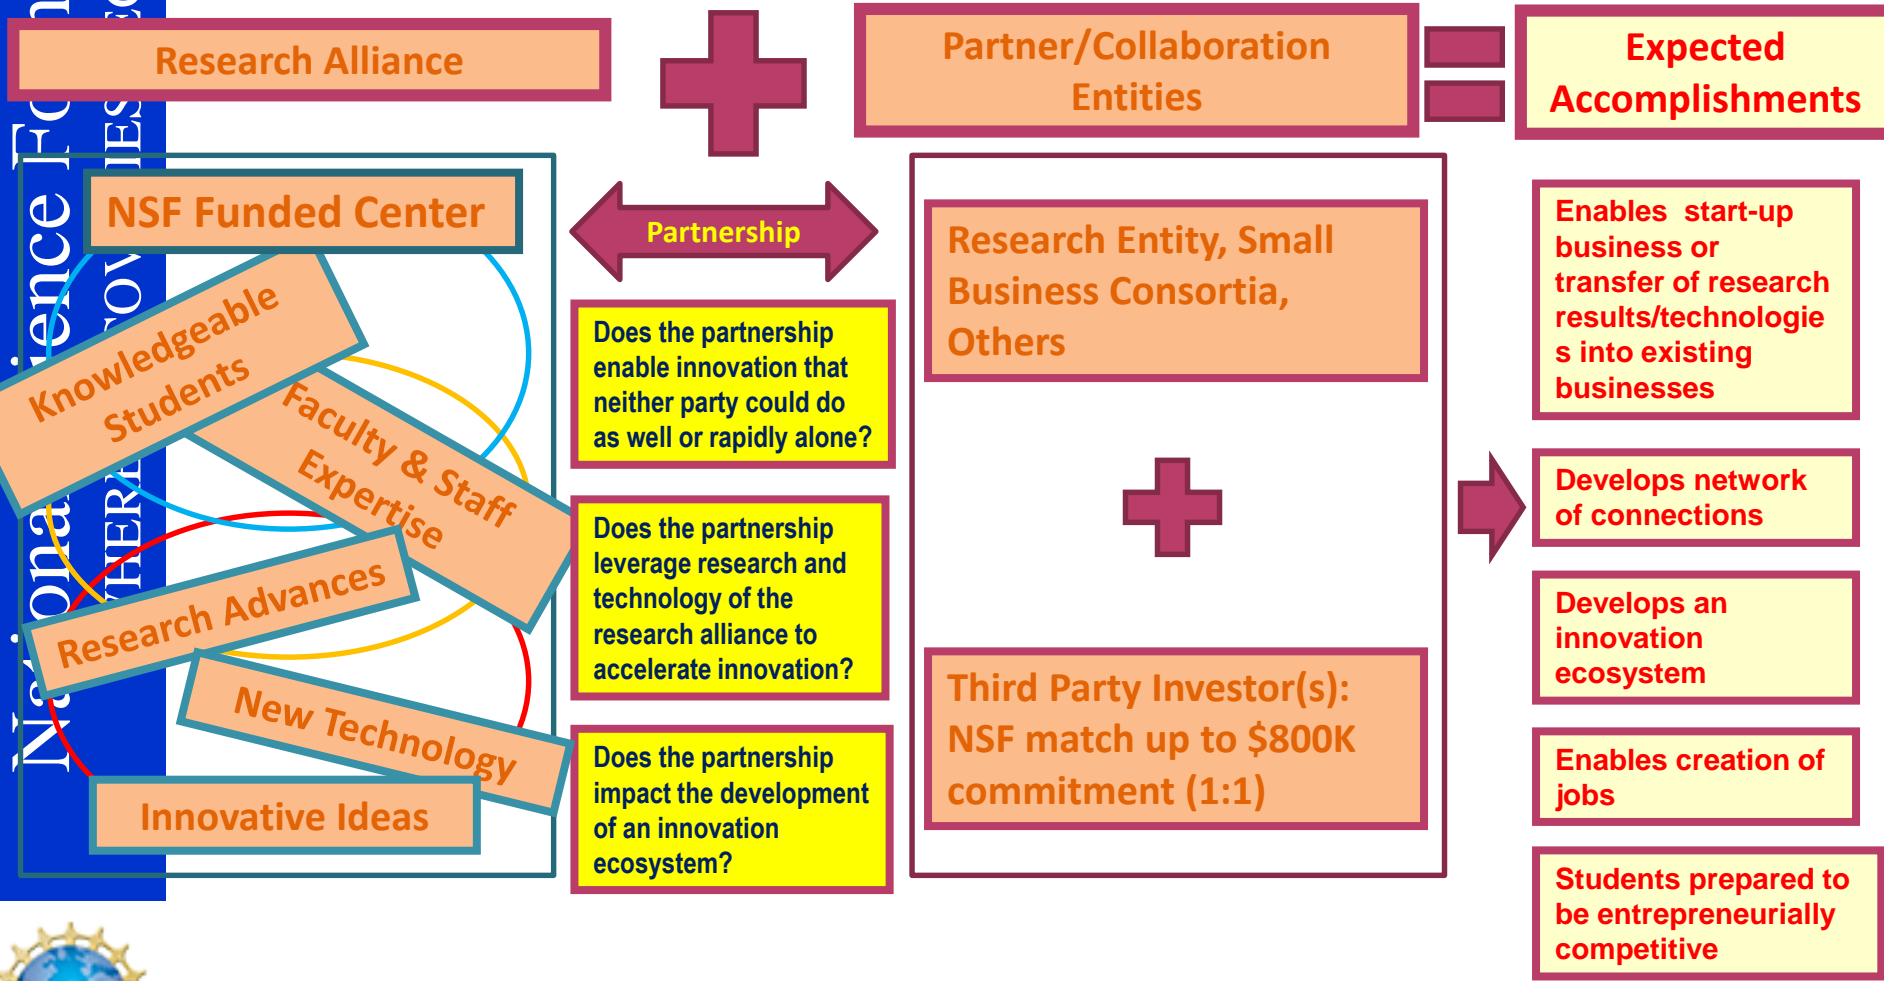 Research Alliance
Partner/Collaboration
Entities
Expected
Accomplishments
NSF Funded Center
Knowledgeable
Students
Faculty & Staff
Expertise
Research Advances
New Technology
Innovative Ideas
Partnership
Does the partnership
enable innovation that
neither party could do
as well or rapidly alone?
Does the partnership
leverage research and
technology of the
research alliance to
accelerate innovation?
Does the partnership
impact the development
of an innovation
ecosystem?
Research Entity, Small
Business Consortia,
Others
Third Party Investor(s):
NSF match up to $800K
commitment (1:1)
Enables start-up
business or
transfer of research
results/technologie
s into existing
businesses
Develops network
of connections
Develops an
innovation
ecosystem
Enables creation of
jobs
Students prepared to
be entrepreneurially
competitive